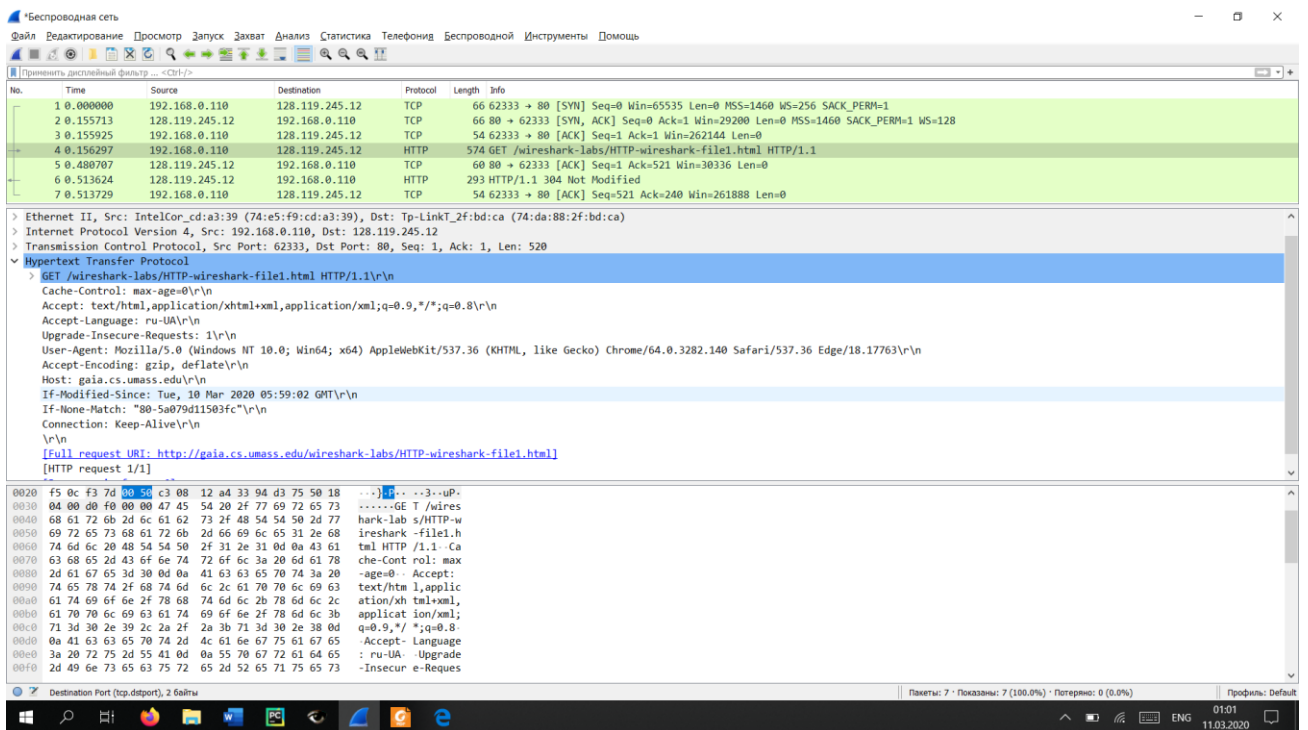 *Беспроводная сеть
Файл Редактирование Просмотр Запуск Захват Анализ Статистика Телефония Беспроводной Инструменты Помощь
Применить дисплейный фильтр ... <Ctrl-/>
No. Time Source Destination Protocol Length Info
1 0.000000 192.168.0.110 128.119.245.12 TCP 66 62333 → 80 [SYN] Seq=0 Win=65535 Len=0 MSS=1460 WS=256 SACK_PERM=1
2 0.155713 128.119.245.12 192.168.0.110 TCP 66 80 → 62333 [SYN, ACK] Seq=0 Ack=1 Win=29200 Len=0 MSS=1460 SACK_PERM=1 WS=128
3 0.155925 192.168.0.110 128.119.245.12 TCP 54 62333 → 80 [ACK] Seq=1 Ack=1 Win=262144 Len=0
4 0.156297 192.168.0.110 128.119.245.12 HTTP 574 GET /wireshark-labs/HTTP-wireshark-file1.html HTTP/1.1
5 0.480707 128.119.245.12 192.168.0.110 TCP 60 80 → 62333 [ACK] Seq=1 Ack=521 Win=30336 Len=0
6 0.513624 128.119.245.12 192.168.0.110 HTTP 293 HTTP/1.1 304 Not Modified
7 0.513729 192.168.0.110 128.119.245.12 TCP 54 62333 → 80 [ACK] Seq=521 Ack=240 Win=261888 Len=0
> Ethernet II, Src: IntelCor_cd:a3:39 (74:e5:f9:cd:a3:39), Dst: Tp-LinkT_2f:bd:ca (74:da:88:2f:bd:ca)
> Internet Protocol Version 4, Src: 192.168.0.110, Dst: 128.119.245.12
> Transmission Control Protocol, Src Port: 62333, Dst Port: 80, Seq: 1, Ack: 1, Len: 520
Hypertext Transfer Protocol
> GET /wireshark-labs/HTTP-wireshark-file1.html HTTP/1.1\r\n
Cache-Control: max-age=0\r\n
Accept: text/html,application/xhtml+xml,application/xml;q=0.9,*/*;q=0.8\r\n
Accept-Language: ru-UA\r\n
Upgrade-Insecure-Requests: 1\r\n
User-Agent: Mozilla/5.0 (Windows NT 10.0; Win64; x64) AppleWebKit/537.36 (KHTML, like Gecko) Chrome/64.0.3282.140 Safari/537.36 Edge/18.17763\r\n
Accept-Encoding: gzip, deflate\r\n
Host: gaia.cs.umass.edu\r\n
If-Modified-Since: Tue, 10 Mar 2020 05:59:02 GMT\r\n
If-None-Match: "80-5a079d11503fc"\r\n
Connection: Keep-Alive\r\n
\r\n
[Full request URI: http://gaia.cs.umass.edu/wireshark-labs/HTTP-wireshark-file1.html]
[HTTP request 1/1]
0020 f5 0c f3 7d 00 50 c3 08 12 a4 33 94 d3 75 50 18 ···}·P·· ··3··uP·
0030 04 00 d0 f0 00 00 47 45 54 20 2f 77 69 72 65 73 ······GE T /wires
0040 68 61 72 6b 2d 6c 61 62 73 2f 48 54 54 50 2d 77 hark-lab s/HTTP-w
0050 69 72 65 73 68 61 72 6b 2d 66 69 6c 65 31 2e 68 ireshark -file1.h
0060 74 6d 6c 20 48 54 54 50 2f 31 2e 31 0d 0a 43 61 tml HTTP /1.1··Ca
0070 63 68 65 2d 43 6f 6e 74 72 6f 6c 3a 20 6d 61 78 che-Cont rol: max
0080 2d 61 67 65 3d 30 0d 0a 41 63 63 65 70 74 3a 20 -age=0·· Accept:
0090 74 65 78 74 2f 68 74 6d 6c 2c 61 70 70 6c 69 63 text/htm l,applic
00a0 61 74 69 6f 6e 2f 78 68 74 6d 6c 2b 78 6d 6c 2c ation/xh tml+xml,
00b0 61 70 70 6c 69 63 61 74 69 6f 6e 2f 78 6d 6c 3b applicat ion/xml;
00c0 71 3d 30 2e 39 2c 2a 2f 2a 3b 71 3d 30 2e 38 0d q=0.9,*/ *;q=0.8·
00d0 0a 41 63 63 65 70 74 2d 4c 61 6e 67 75 61 67 65 ·Accept- Language
00e0 3a 20 72 75 2d 55 41 0d 0a 55 70 67 72 61 64 65 : ru-UA· ·Upgrade
00f0 2d 49 6e 73 65 63 75 72 65 2d 52 65 71 75 65 73 -Insecur e-Reques
Destination Port (tcp.dstport), 2 байты Пакеты: 7 · Показаны: 7 (100.0%) · Потеряно: 0 (0.0%) Профиль: Default
ENG 01:01
11.03.2020